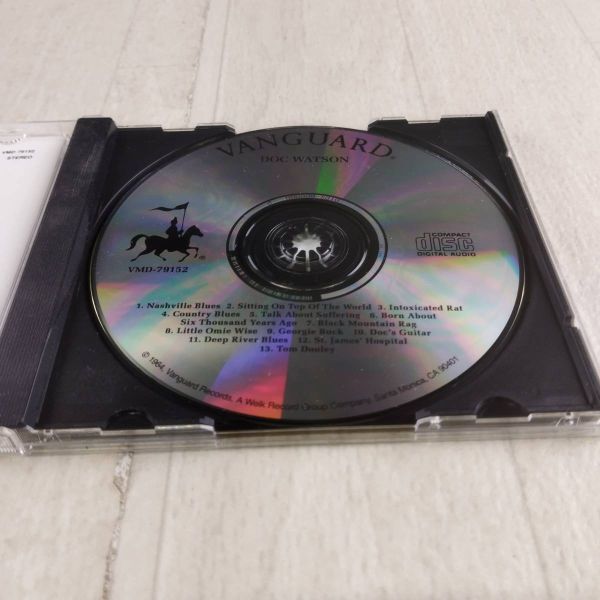 VMD-79152
STEREO
VANGUARD®
DOC WATSON
®
VMD-79152
COMPACT
disc
DIGITAL AUDIO
1. Nashville Blues 2. Sitting On Top Of The World 3. Intoxicated Rat
4. Country Blues 5. Talk About Suffering 6. Born About
Six Thousand Years Ago 7. Black Mountain Rag
8. Little Omie Wise 9. Georgie Buck 10. Doc's Guitar
11. Deep River Blues 12. St. James' Hospital
13. Tom Dooley
© 1964, Vanguard Records, A Welk Record Group Company, Santa Monica, CA 90401